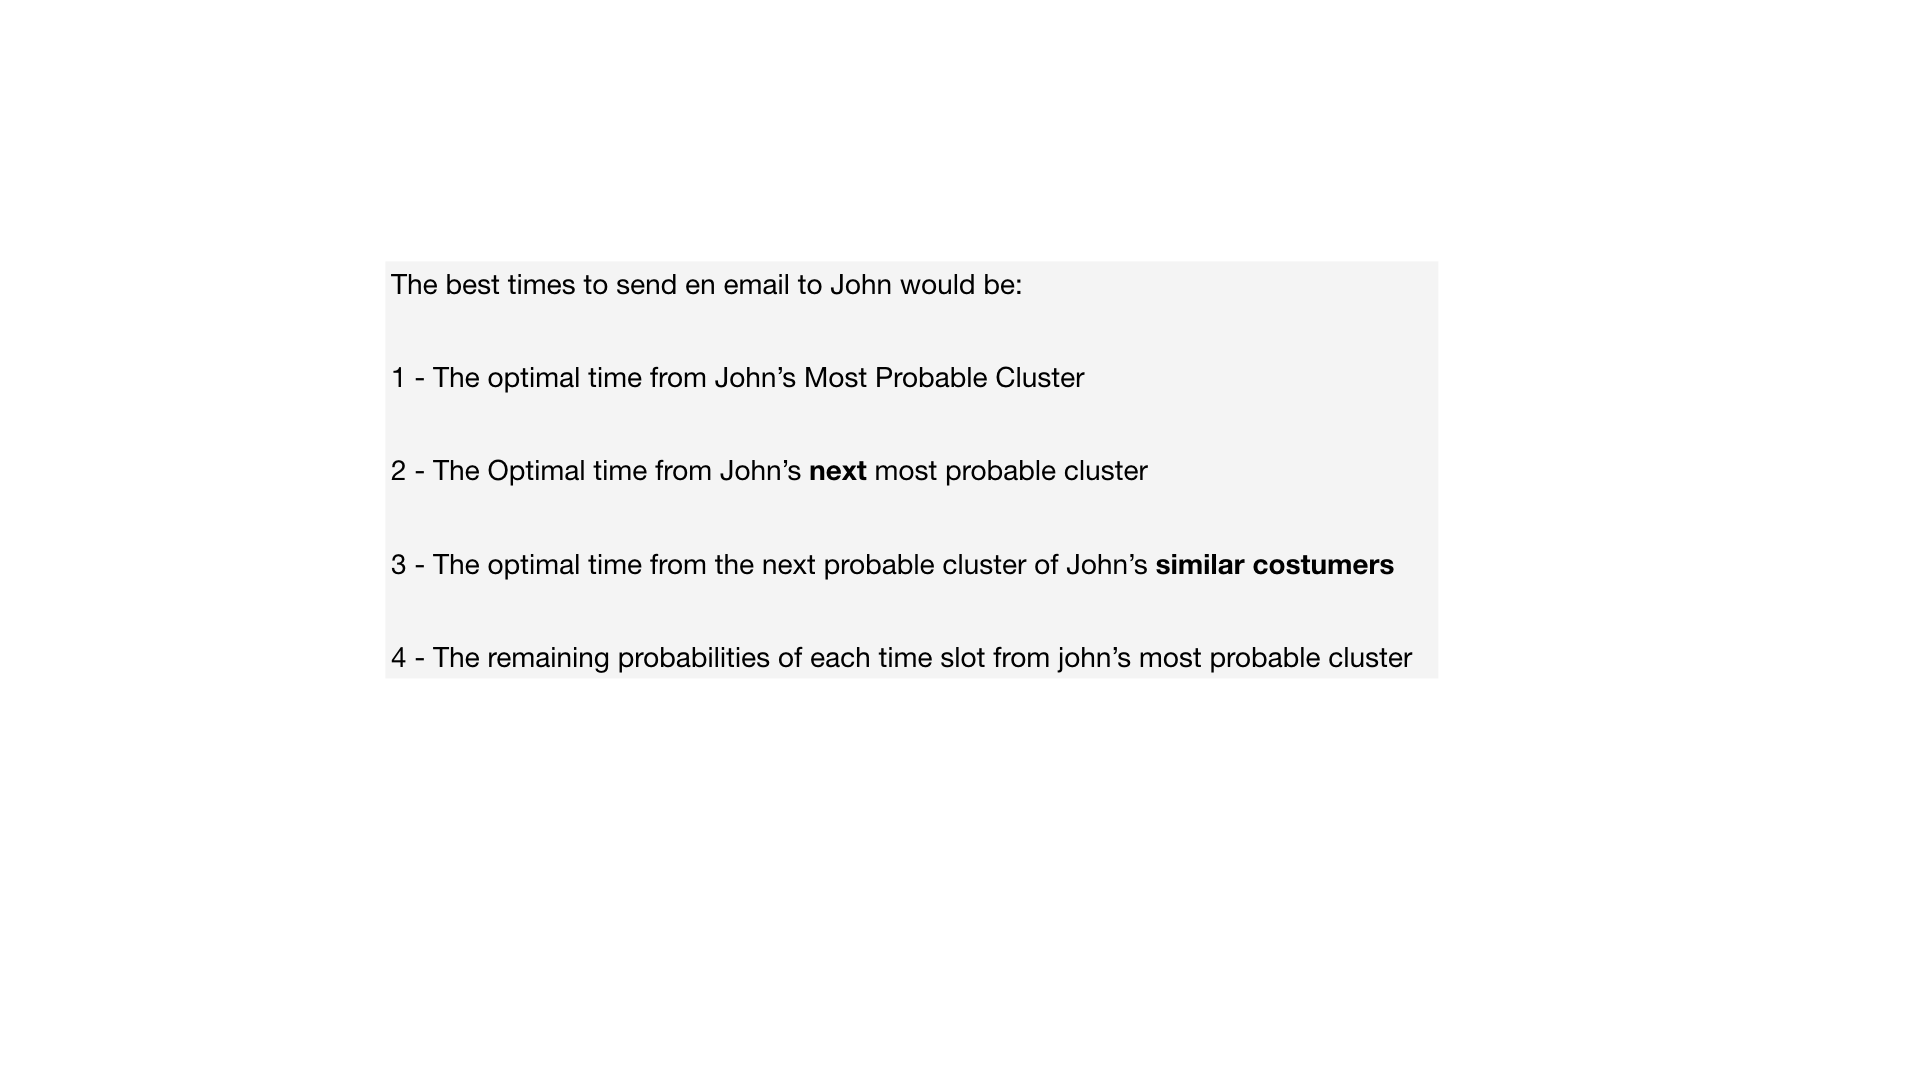 The best times to send en email to John would be:
1 - The optimal time from John’s Most Probable Cluster
2 - The Optimal time from John’s next most probable cluster
3 - The optimal time from the next probable cluster of John’s similar costumers
4 - The remaining probabilities of each time slot from john’s most probable cluster